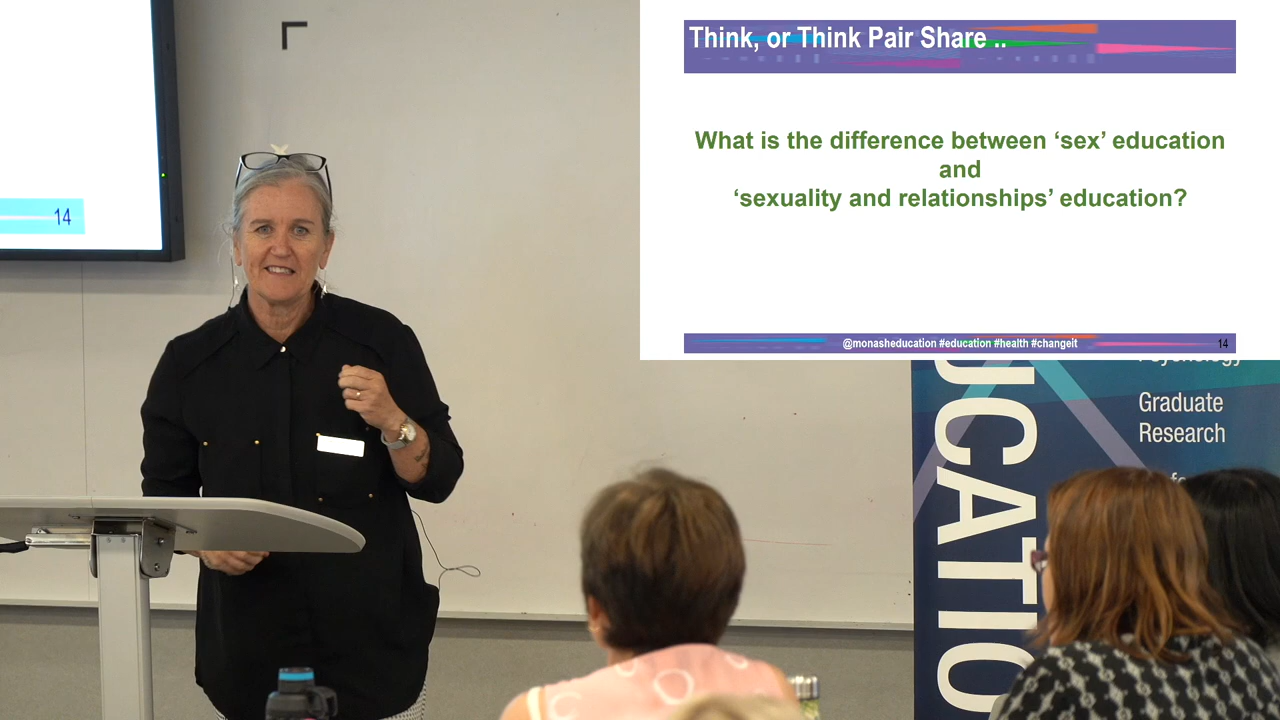 Think, or Think Pair Share ..
What is the difference between ‘sex’ education
and
‘sexuality and relationships’ education?
@monasheducation #education #health #changeit
14
14
Psychology
Graduate
Research
UCATIO